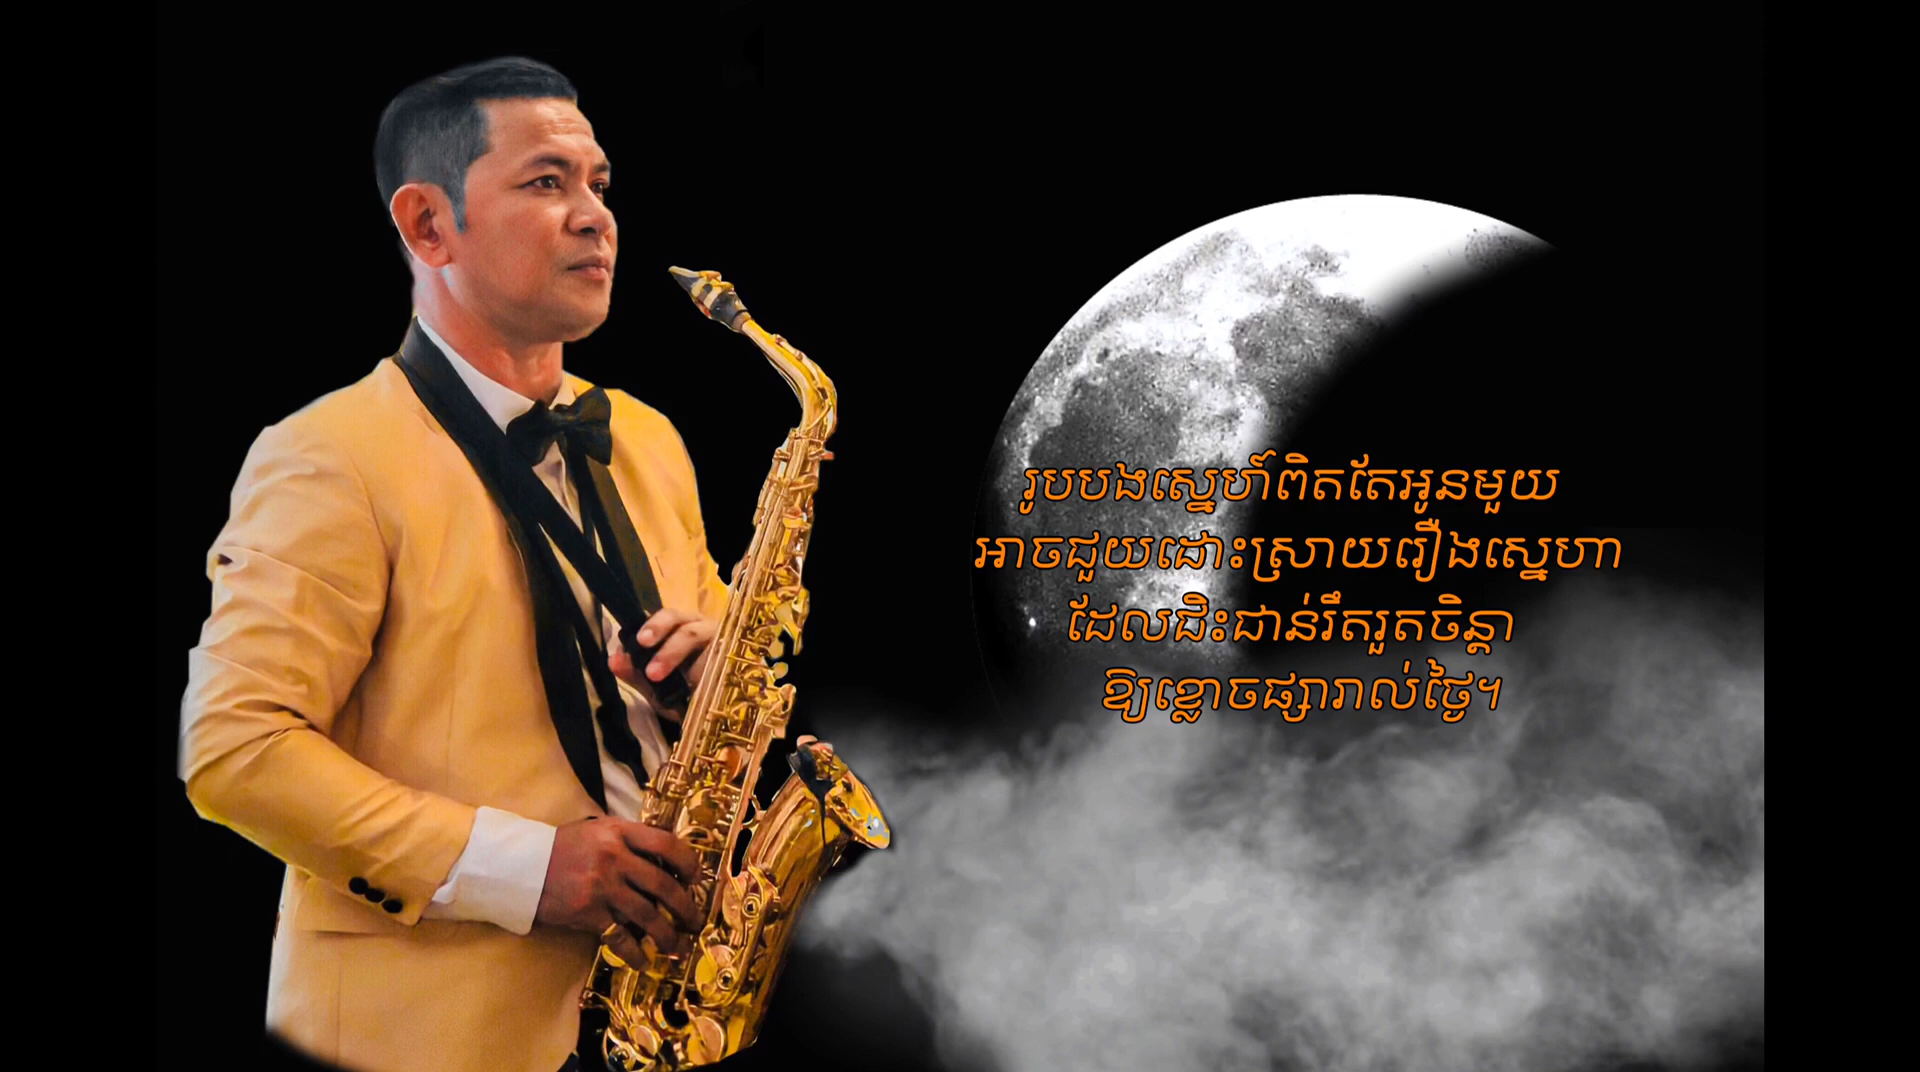 រូបបងស្នេហ៍ពិតតែអូនមួយ
អាចជួយដោះស្រាយរឿងស្នេហា
ដែលជិះជាន់រឹតរួតចិន្តា
ឱ្យខ្លោចផ្សារាល់ថ្ងៃ។